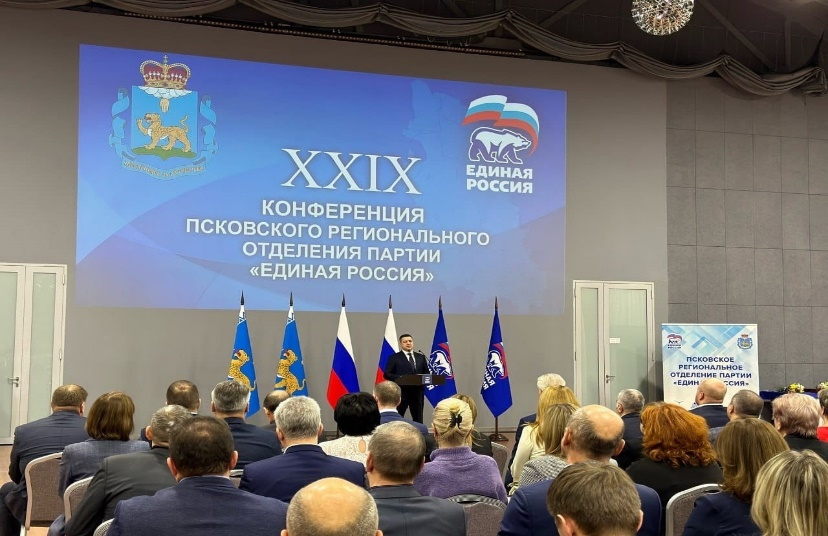 XXIX
КОНФЕРЕНЦИЯ
ПСКОВСКОГО РЕГИОНАЛЬНОГО
ОТДЕЛЕНИЯ ПАРТИИ
«ЕДИНАЯ РОССИЯ»
ЕДИНАЯ
РОССИЯ
ПСКОВСКОЕ
РЕГИОНАЛЬНОЕ
ОТДЕЛЕНИЕ ПАРТИИ
«ЕДИНАЯ РОССИЯ»